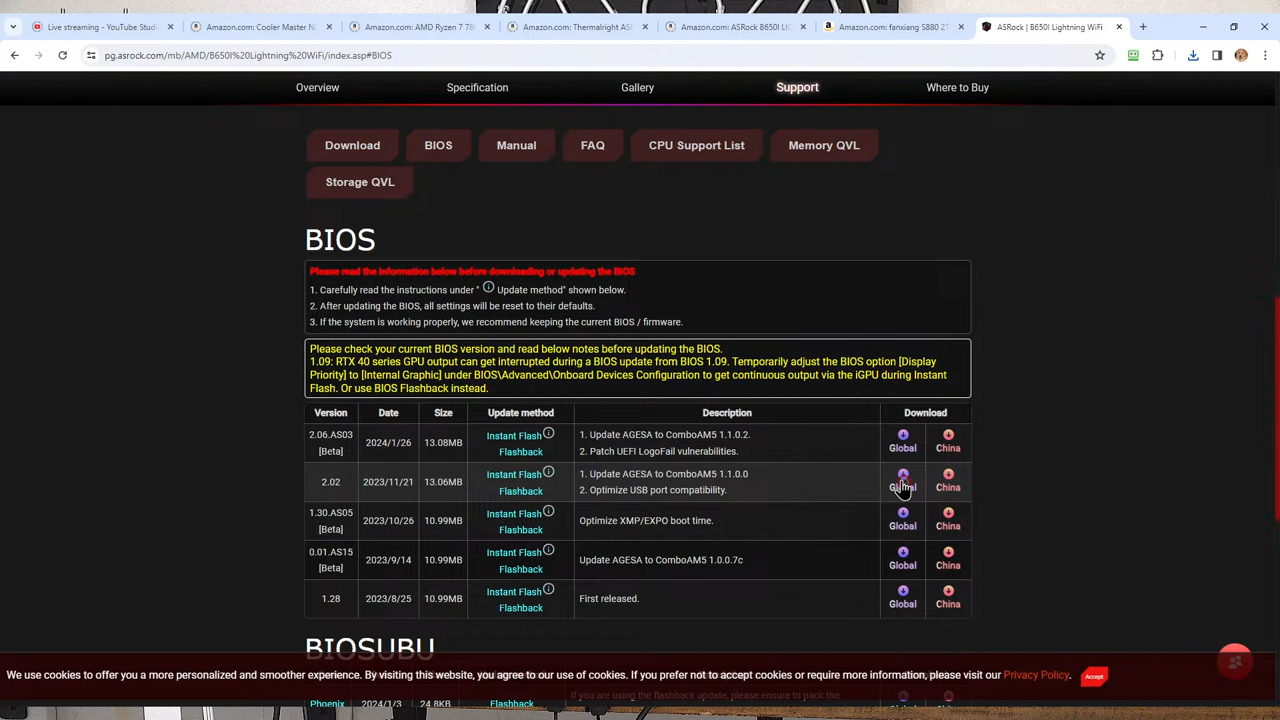 Live streaming - YouTube Studi
Amazon.com: Cooler Master N
Amazon.com: AMD Ryzen 7 78
Amazon.com: Thermalright AS
Amazon.com: ASRock B650I LI
Amazon.com: fanxiang S880 2T
ASRock | B650I Lightning WiFi
pg.asrock.com/mb/AMD/B650I%20Lightning%20WiFi/index.asp#BIOS
Overview
Specification
Gallery
Support
Where to Buy
Download
BIOS
Manual
FAQ
CPU Support List
Memory QVL
Storage QVL
BIOS
Please read the information below before downloading or updating the BIOS
1. Carefully read the instructions under " Update method" shown below.
2. After updating the BIOS, all settings will be reset to their defaults.
3. If the system is working properly, we recommend keeping the current BIOS / firmware.
Please check your current BIOS version and read below notes before updating the BIOS.
1.09: RTX 40 series GPU output can get interrupted during a BIOS update from BIOS 1.09. Temporarily adjust the BIOS option [Display
Priority] to [Internal Graphic] under BIOS\Advanced\Onboard Devices Configuration to get continuous output via the iGPU during Instant
Flash. Or use BIOS Flashback instead.
Version Date Size Update method Description Download
2.06.AS03 [Beta] 2024/1/26 13.08MB Instant Flash Flashback 1. Update AGESA to ComboAM5 1.1.0.2. 2. Patch UEFI LogoFail vulnerabilities. Global China
2.02 2023/11/21 13.06MB Instant Flash Flashback 1. Update AGESA to ComboAM5 1.1.0.0 2. Optimize USB port compatibility. Global China
1.30.AS05 [Beta] 2023/10/26 10.99MB Instant Flash Flashback Optimize XMP/EXPO boot time. Global China
0.01.AS15 [Beta] 2023/9/14 10.99MB Instant Flash Flashback Update AGESA to ComboAM5 1.0.0.7c Global China
1.28 2023/8/25 10.99MB Instant Flash Flashback First released. Global China
BIOSUBU
We use cookies to offer you a more personalized and smoother experience. By visiting this website, you agree to our use of cookies. If you prefer not to accept cookies or require more information, please visit our Privacy Policy.
Accept
If you are using the flashback update, please ensure to pack the
Phoenix 2024/1/3 24.8KB Flashback Global China